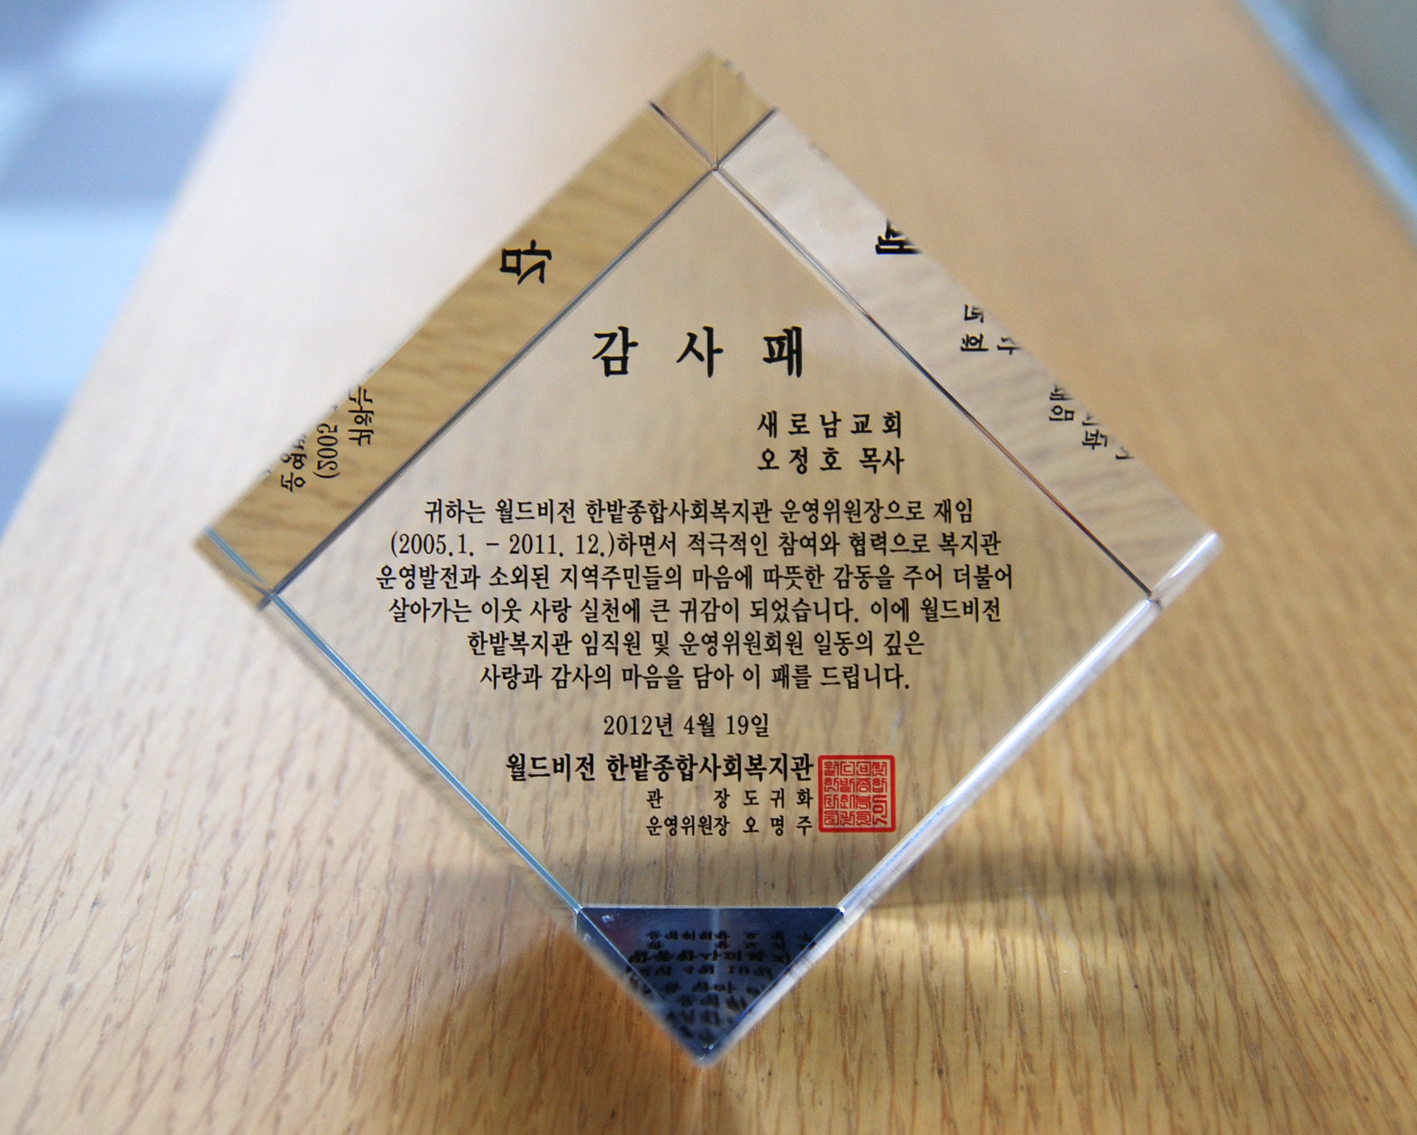 감 사 패
새로남교회
오정호 목사
귀하는 월드비전 한밭종합사회복지관 운영위원장으로 재임
(2005.1. - 2011. 12.)하면서 적극적인 참여와 협력으로 복지관
운영발전과 소외된 지역주민들의 마음에 따뜻한 감동을 주어 더불어
살아가는 이웃 사랑 실천에 큰 귀감이 되었습니다. 이에 월드비전
한밭복지관 임직원 및 운영위원회원 일동의 깊은
사랑과 감사의 마음을 담아 이 패를 드립니다.
2012년 4월 19일
월드비전 한밭종합사회복지관
관 장 도귀화
운영위원장 오명주